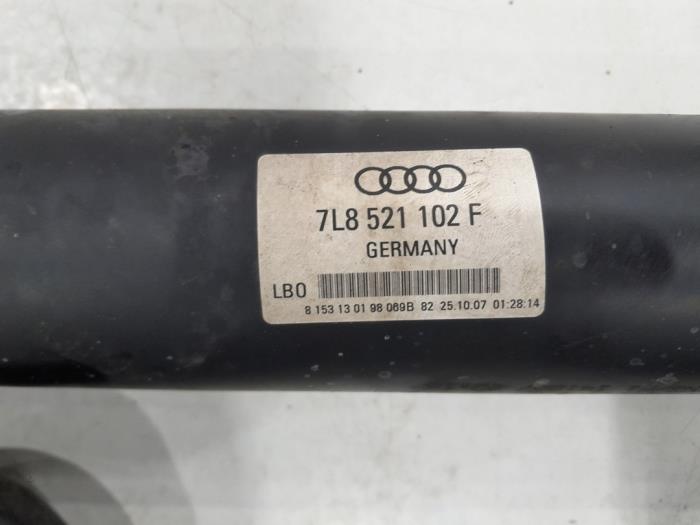 7L8 521 102 F
GERMANY
LBO
8 153 13 01 98 069B 82 25.10.07 01:28:14